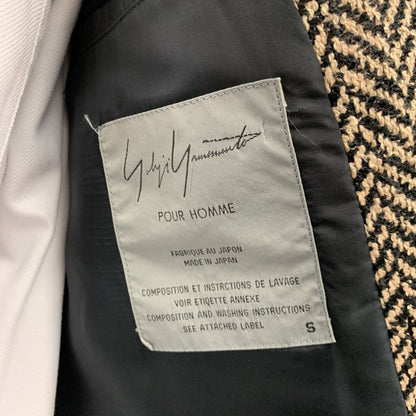 Yohji Yamamoto
POUR HOMME
FABRIQUE AU JAPON
MADE IN JAPAN
COMPOSITION ET INSTRCTIONS DE LAVAGE
VOIR ETIQETTE ANNEXE
COMPOSITION AND WASHING INSTRUCTIONS
SEE ATTACHED LABEL
S